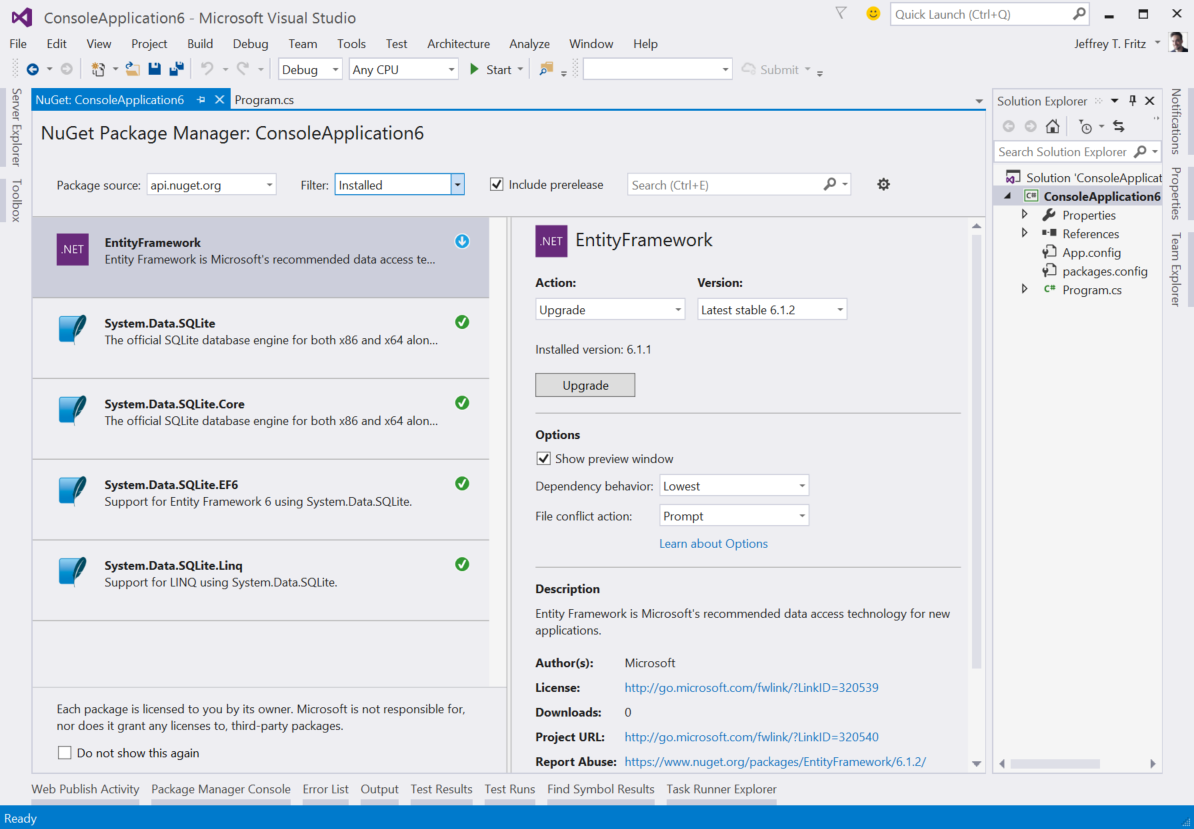 ConsoleApplication6 - Microsoft Visual Studio
Quick Launch (Ctrl+Q)
File Edit View Project Build Debug Team Tools Test Architecture Analyze Window Help
Jeffrey T. Fritz
Debug Any CPU Start Submit
NuGet: ConsoleApplication6 Program.cs
Server Explorer
Toolbox
NuGet Package Manager: ConsoleApplication6
Package source: api.nuget.org Filter: Installed Include prerelease Search (Ctrl+E)
.NET
EntityFramework
Entity Framework is Microsoft's recommended data access te...
System.Data.SQLite
The official SQLite database engine for both x86 and x64 alon...
System.Data.SQLite.Core
The official SQLite database engine for both x86 and x64 alon...
System.Data.SQLite.EF6
Support for Entity Framework 6 using System.Data.SQLite.
System.Data.SQLite.Linq
Support for LINQ using System.Data.SQLite.
Each package is licensed to you by its owner. Microsoft is not responsible for,
nor does it grant any licenses to, third-party packages.
Do not show this again
.NET EntityFramework
Action: Version:
Upgrade Latest stable 6.1.2
Installed version: 6.1.1
Upgrade
Options
Show preview window
Dependency behavior: Lowest
File conflict action: Prompt
Learn about Options
Description
Entity Framework is Microsoft's recommended data access technology for new
applications.
Author(s): Microsoft
License: http://go.microsoft.com/fwlink/?LinkID=320539
Downloads: 0
Project URL: http://go.microsoft.com/fwlink/?LinkID=320540
Report Abuse: https://www.nuget.org/packages/EntityFramework/6.1.2/
Solution Explorer
Search Solution Explorer
Solution 'ConsoleApplicat
C# ConsoleApplication6
Properties
References
App.config
packages.config
C# Program.cs
Notifications
Properties
Team Explorer
Web Publish Activity Package Manager Console Error List Output Test Results Test Runs Find Symbol Results Task Runner Explorer
Ready